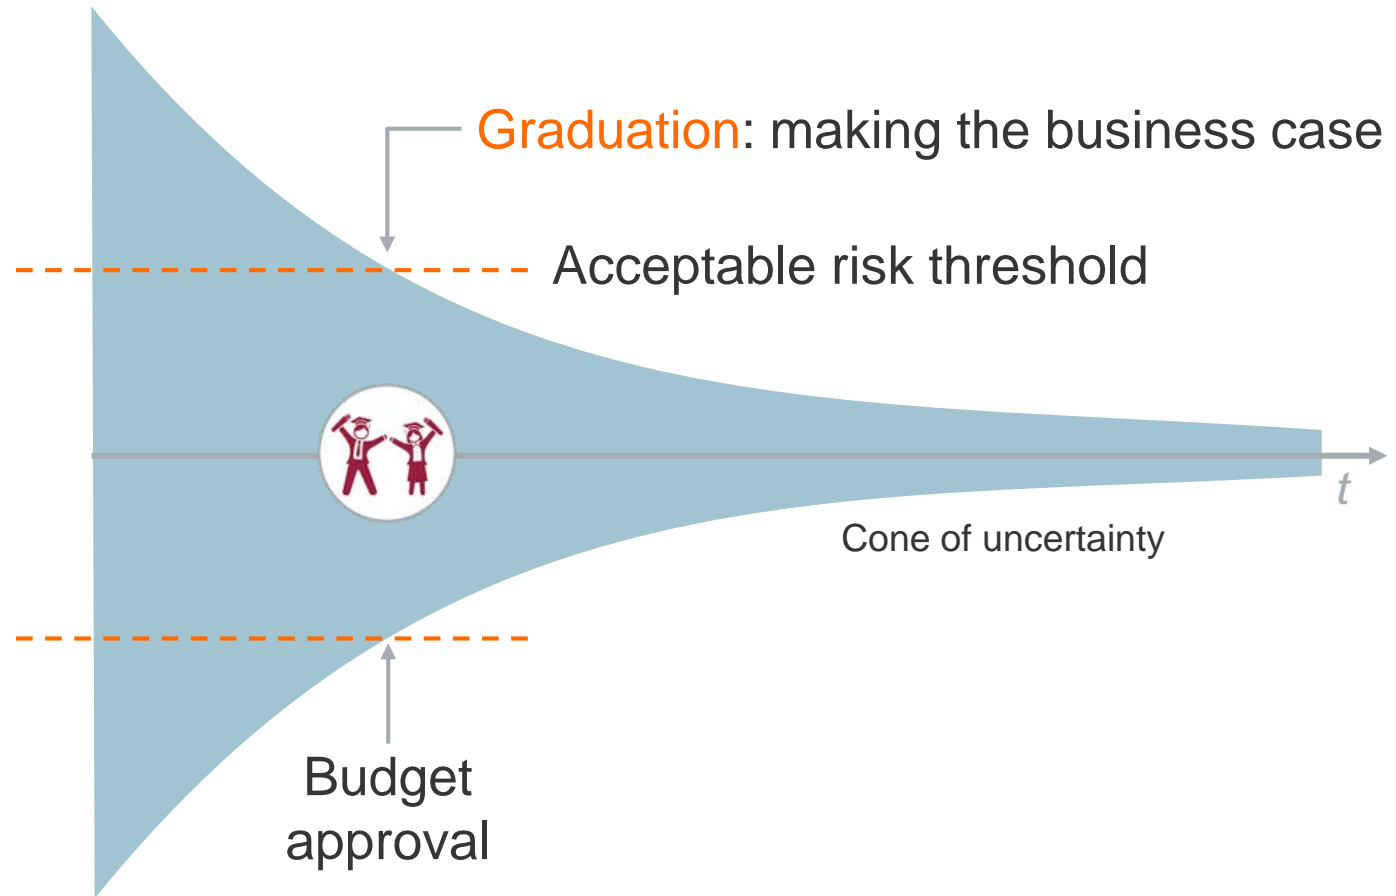 Graduation: making the business case
Acceptable risk threshold
t
Cone of uncertainty
Budget
approval